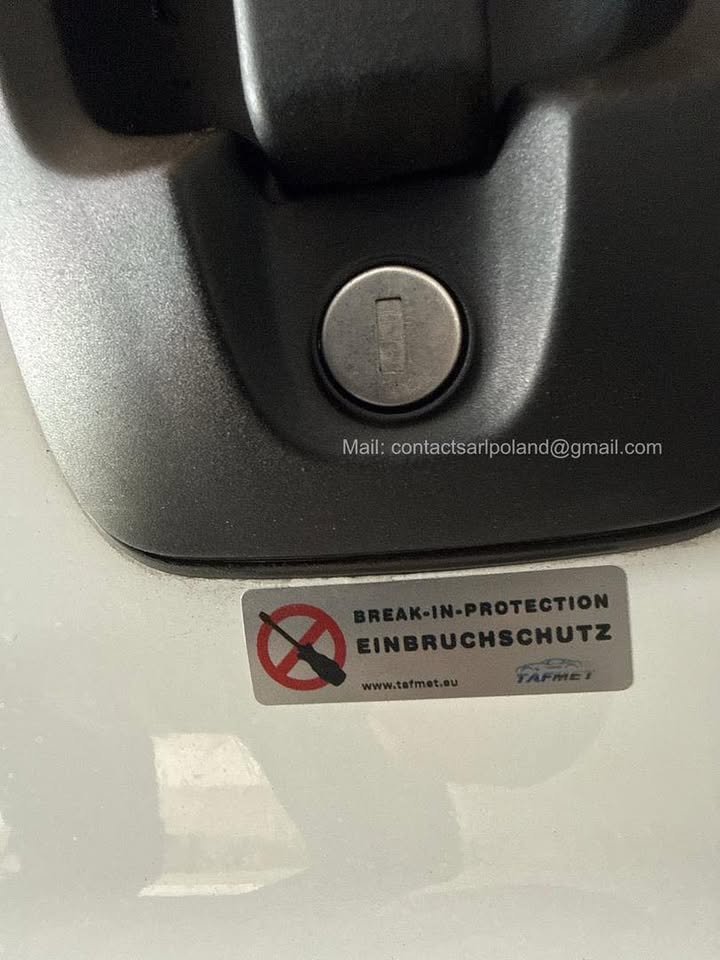 Mail: contactsarlpoland@gmail.com
BREAK-IN-PROTECTION
EINBRUCHSCHUTZ
www.tafmet.eu
TAFMET